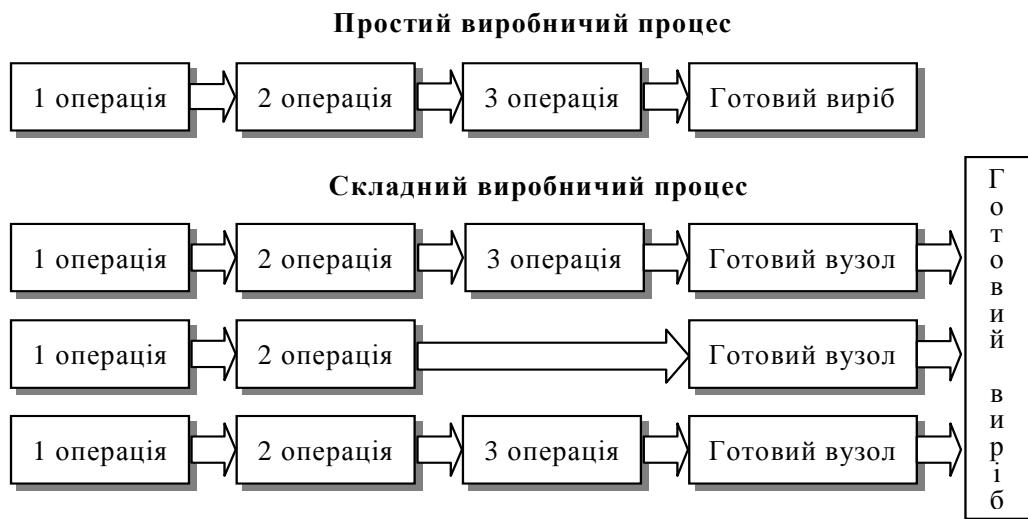 Простий виробничий процес
1 операція 2 операція 3 операція Готовий виріб
Складний виробничий процес
1 операція 2 операція 3 операція Готовий вузол
1 операція 2 операція Готовий вузол
1 операція 2 операція 3 операція Готовий вузол
Готовий виріб